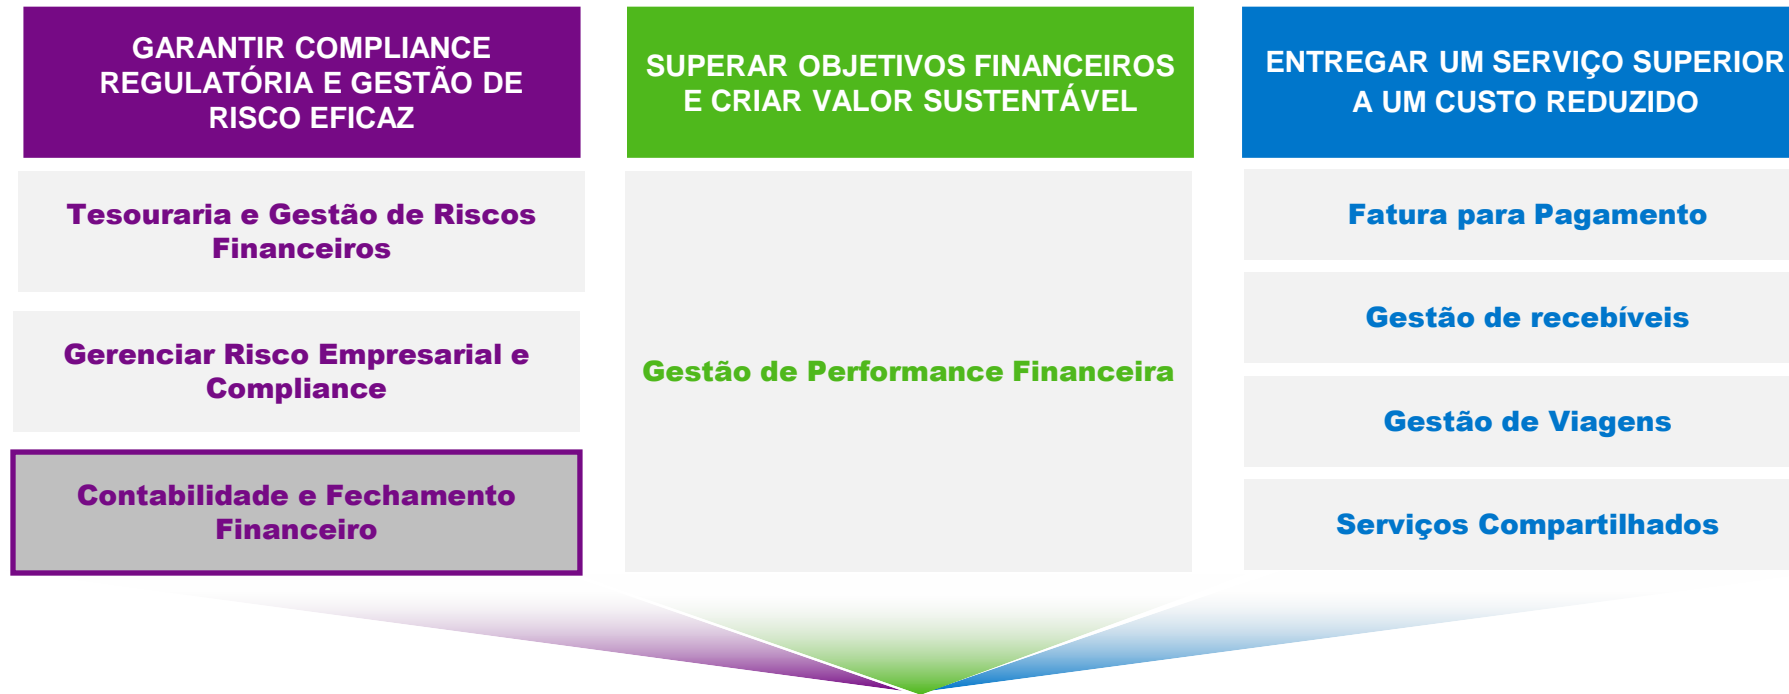 GARANTIR COMPLIANCE
REGULATÓRIA E GESTÃO DE
RISCO EFICAZ
Tesouraria e Gestão de Riscos
Financeiros
Gerenciar Risco Empresarial e
Compliance
Contabilidade e Fechamento
Financeiro
SUPERAR OBJETIVOS FINANCEIROS
E CRIAR VALOR SUSTENTÁVEL
Gestão de Performance Financeira
ENTREGAR UM SERVIÇO SUPERIOR
A UM CUSTO REDUZIDO
Fatura para Pagamento
Gestão de recebíveis
Gestão de Viagens
Serviços Compartilhados